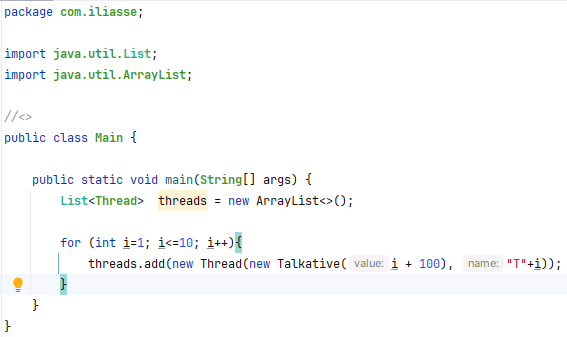 package com.iliasse;
import java.util.List;
import java.util.ArrayList;
//<>
public class Main {
public static void main(String[] args) {
List<Thread>  threads = new ArrayList<>();
for (int i=1; i<=10; i++){
threads.add(new Thread(new Talkative( value: i + 100), name: "T"+i));
}
}
}